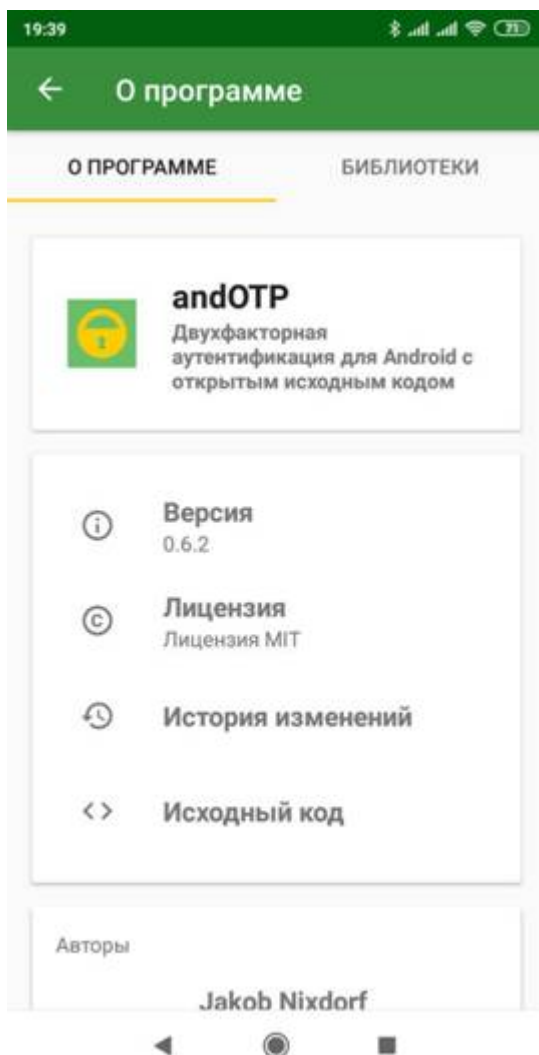 19:39
73
О программе
О ПРОГРАММЕ
БИБЛИОТЕКИ
andOTP
Двухфакторная
аутентификация для Android с
открытым исходным кодом
Версия
0.6.2
Лицензия
Лицензия MIT
История изменений
Исходный код
Авторы
Jakob Nixdorf